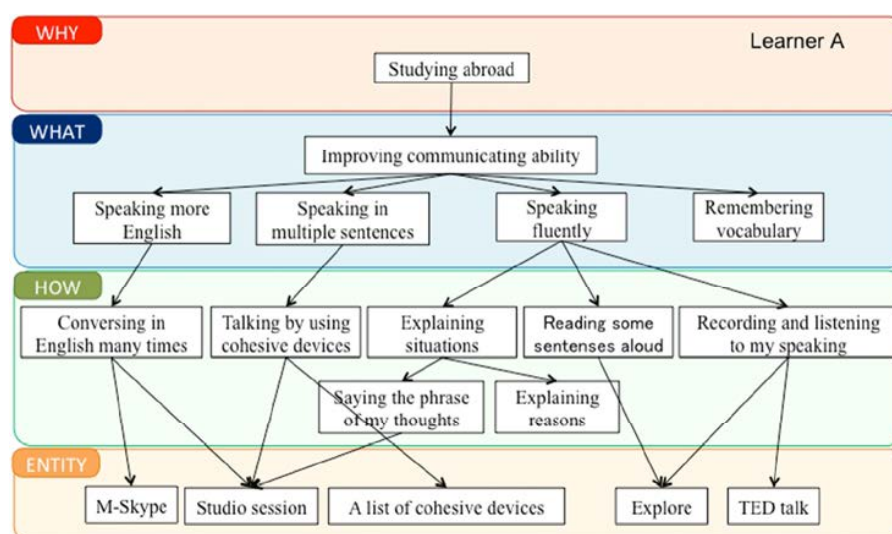 WHY
Learner A
Studying abroad
WHAT
Improving communicating ability
Speaking more
English
Speaking in
multiple sentences
Speaking
fluently
Remembering
vocabulary
HOW
Conversing in
English many times
Talking by using
cohesive devices
Explaining
situations
Reading some
sentenses aloud
Recording and listening
to my speaking
Saying the phrase
of my thoughts
Explaining
reasons
ENTITY
M-Skype
Studio session
A list of cohesive devices
Explore
TED talk